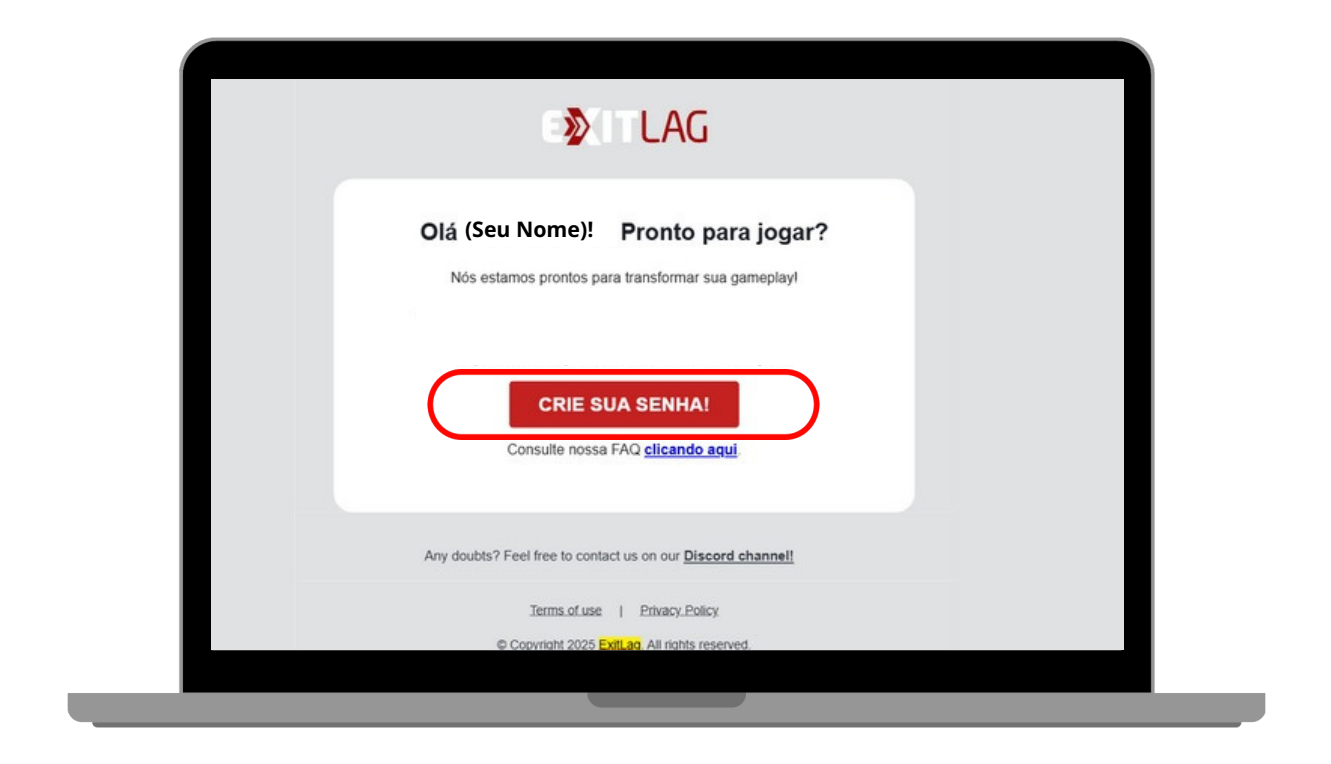 EXITLAG
Olá (Seu Nome)! Pronto para jogar?
Nós estamos prontos para transformar sua gameplay!
CRIE SUA SENHA!
Consulte nossa FAQ clicando aqui.
Any doubts? Feel free to contact us on our Discord channel!
Terms of use | Privacy Policy
© Copyright 2025 ExitLag. All rights reserved.